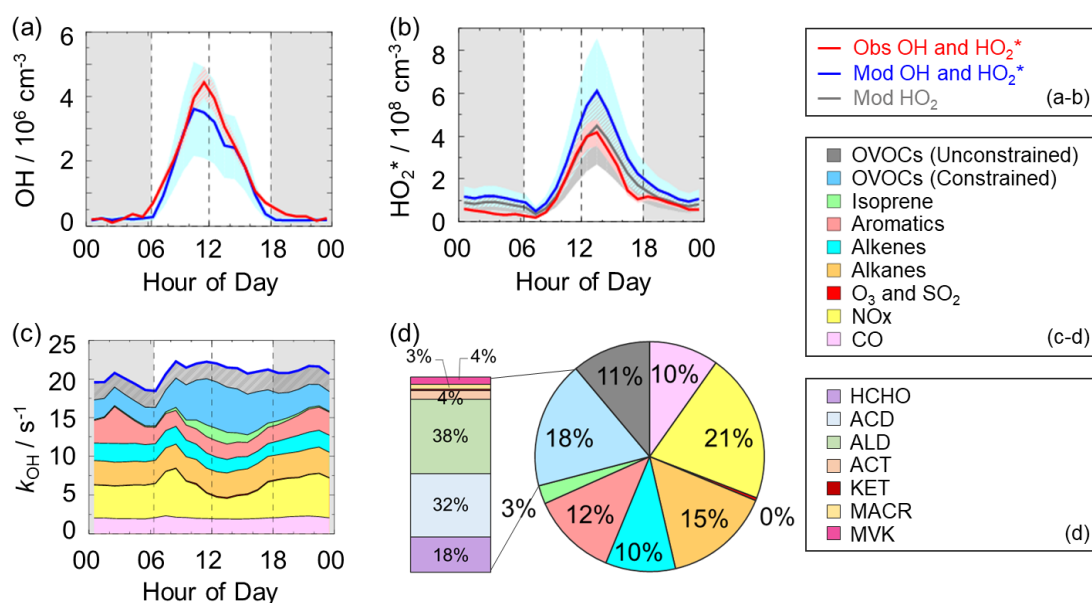 (a)
OH / 10⁶ cm⁻³
6
4
2
0
00 06 12 18 00
Hour of Day
(b)
HO₂* / 10⁸ cm⁻³
8
6
4
2
0
00 06 12 18 00
Hour of Day
Obs OH and HO₂*
Mod OH and HO₂*
Mod HO₂
(a-b)
OVOCs (Unconstrained)
OVOCs (Constrained)
Isoprene
Aromatics
Alkenes
Alkanes
O₃ and SO₂
NOx
CO
(c-d)
(c)
k_OH / s⁻¹
25
20
15
10
5
0
00 06 12 18 00
Hour of Day
(d)
3% 4%
4%
38%
32%
18%
11%
10%
21%
0%
15%
10%
12%
3%
18%
HCHO
ACD
ALD
ACT
KET
MACR
MVK
(d)